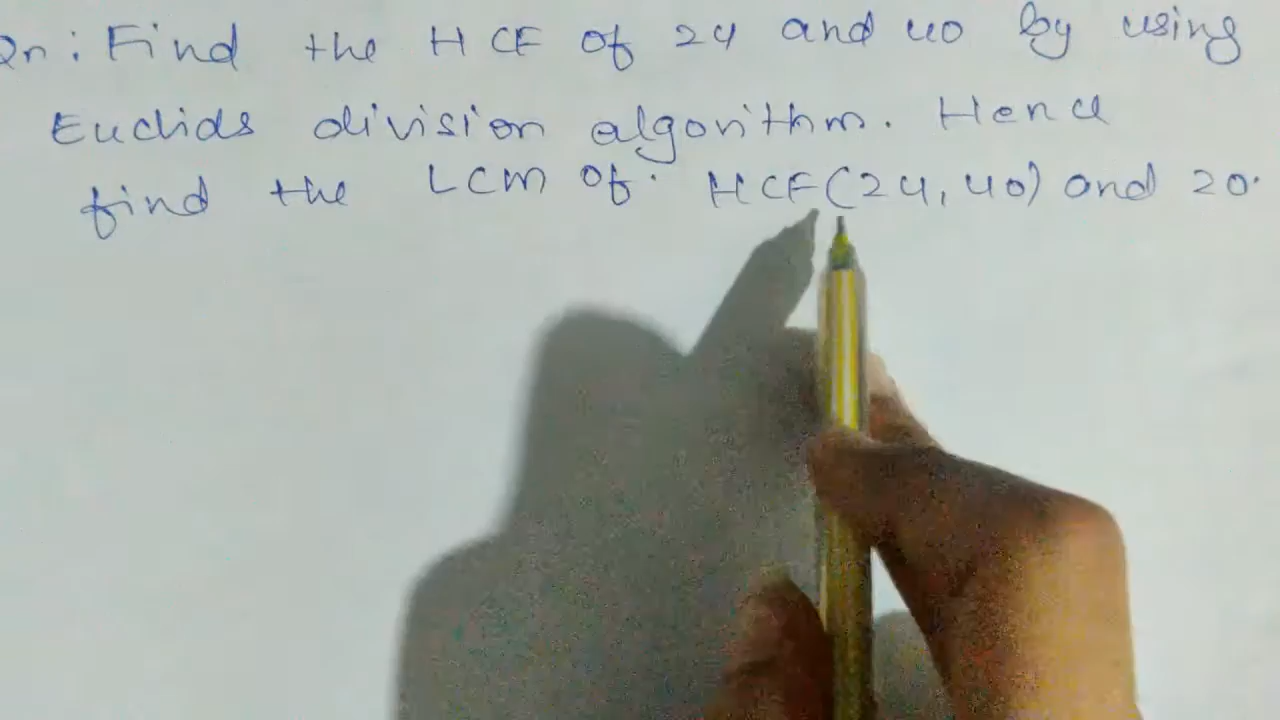 Qn: Find the HCF of 24 and 40 by using
Euclids division algorithm. Hence
find the LCM of. HCF(24,40) and 20.